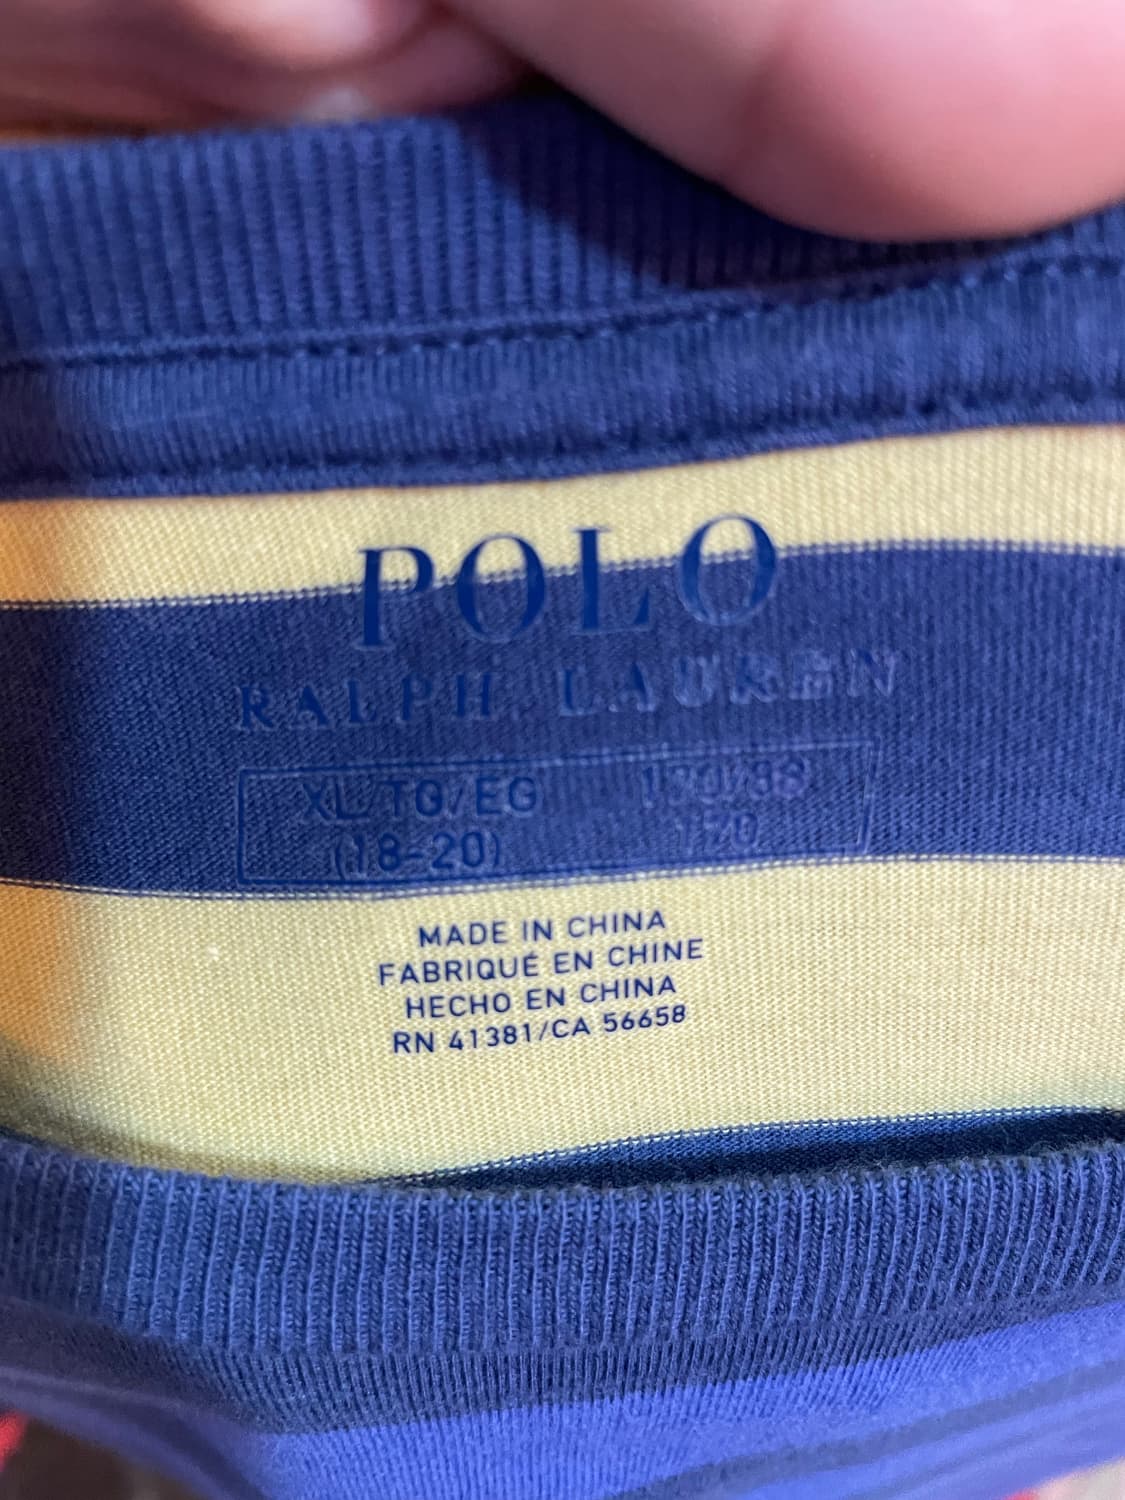 POLO
RALPH LAUREN
XL/TG/EG
(18-20) 170
MADE IN CHINA
FABRIQUÉ EN CHINE
HECHO EN CHINA
RN 41381/CA 56658